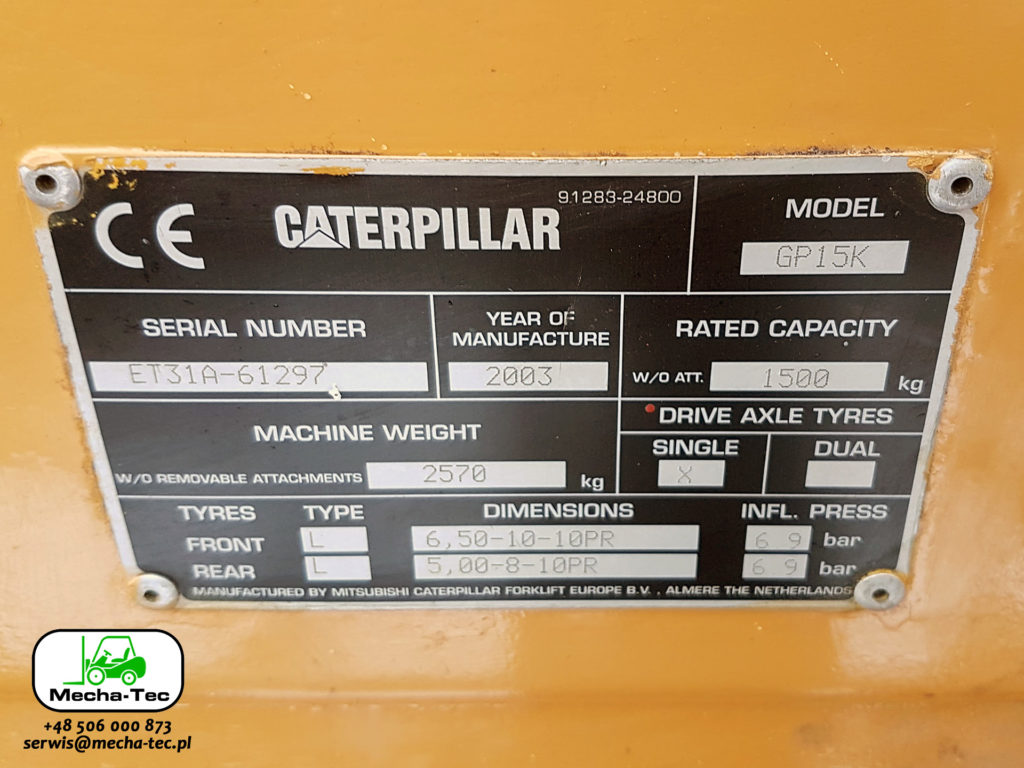 CE
CATERPILLAR
91283-24800
MODEL
GP15K
SERIAL NUMBER
ET31A-61297
YEAR OF
MANUFACTURE
2003
RATED CAPACITY
W/O ATT. 1500 kg
MACHINE WEIGHT
W/O REMOVABLE ATTACHMENTS 2570 kg
DRIVE AXLE TYRES
SINGLE DUAL
X
TYRES TYPE DIMENSIONS INFL. PRESS
FRONT L 6,50-10-10PR 6.9 bar
REAR L 5,00-8-10PR 6.9 bar
MANUFACTURED BY MITSUBISHI CATERPILLAR FORKLIFT EUROPE B.V. , ALMERE THE NETHERLANDS
Mecha-Tec
+48 506 000 873
serwis@mecha-tec.pl